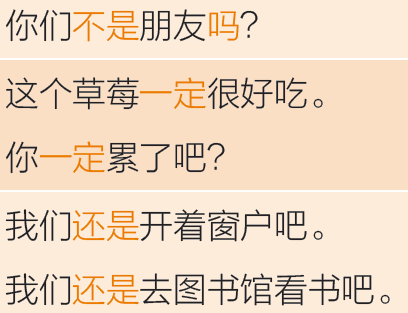 你们不是朋友吗？
这个草莓一定很好吃。
你一定累了吧？
我们还是开着窗户吧。
我们还是去图书馆看书吧。